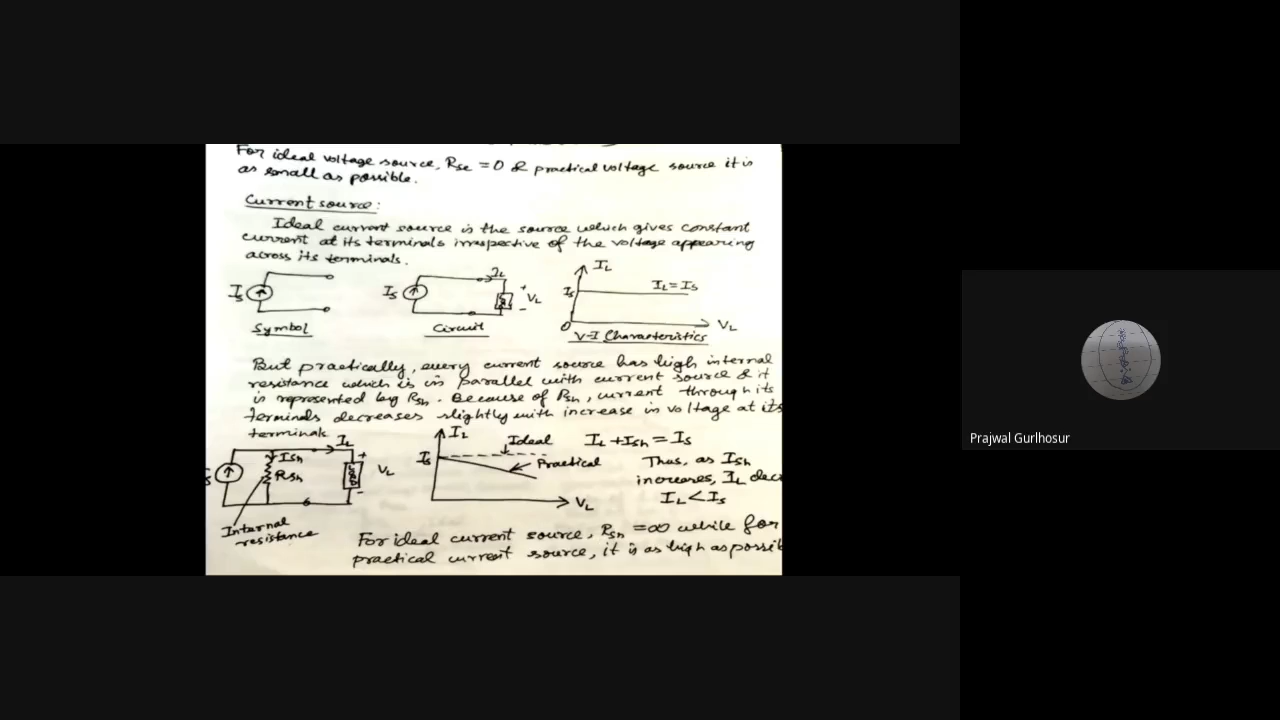 For ideal voltage source, Rse = 0 & practical voltage source it is
as small as possible.
Current source:
Ideal current source is the source which gives constant
current at its terminals irrespective of the voltage appearing
across its terminals.
Is
Symbol
Is
IL
+
VL
-
Circuit
IL
Is
IL = Is
O
VL
V-I Characteristics
But practically, every current source has high internal
resistance which is in parallel with current source & it
is represented by Rsh. Because of Rsh, current through its
terminals decreases slightly with increase in voltage at its
terminals
IL
Ish
Rsh
+
VL
-
Internal
resistance
IL
Is
Ideal
Practical
VL
IL + Ish = Is
Thus, as Ish
increases, IL dec
IL < Is
For ideal current source, Rsh = ∞ while for
practical current source, it is as high as possib
Prajwal Gurlhosur